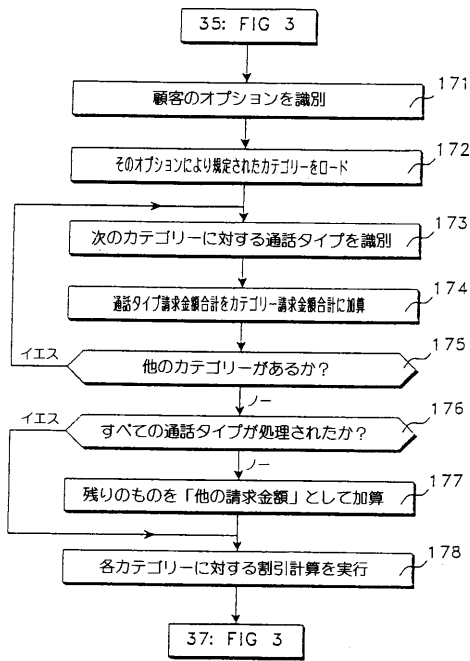 35: FIG 3
171
顧客のオプションを識別
172
そのオプションにより規定されたカテゴリーをロード
173
次のカテゴリーに対する通話タイプを識別
174
通話タイプ請求金額合計をカテゴリー請求金額合計に加算
175
イエス
他のカテゴリーがあるか?
ノー
176
イエス
すべての通話タイプが処理されたか?
ノー
177
残りのものを「他の請求金額」として加算
178
各カテゴリーに対する割引計算を実行
37: FIG 3